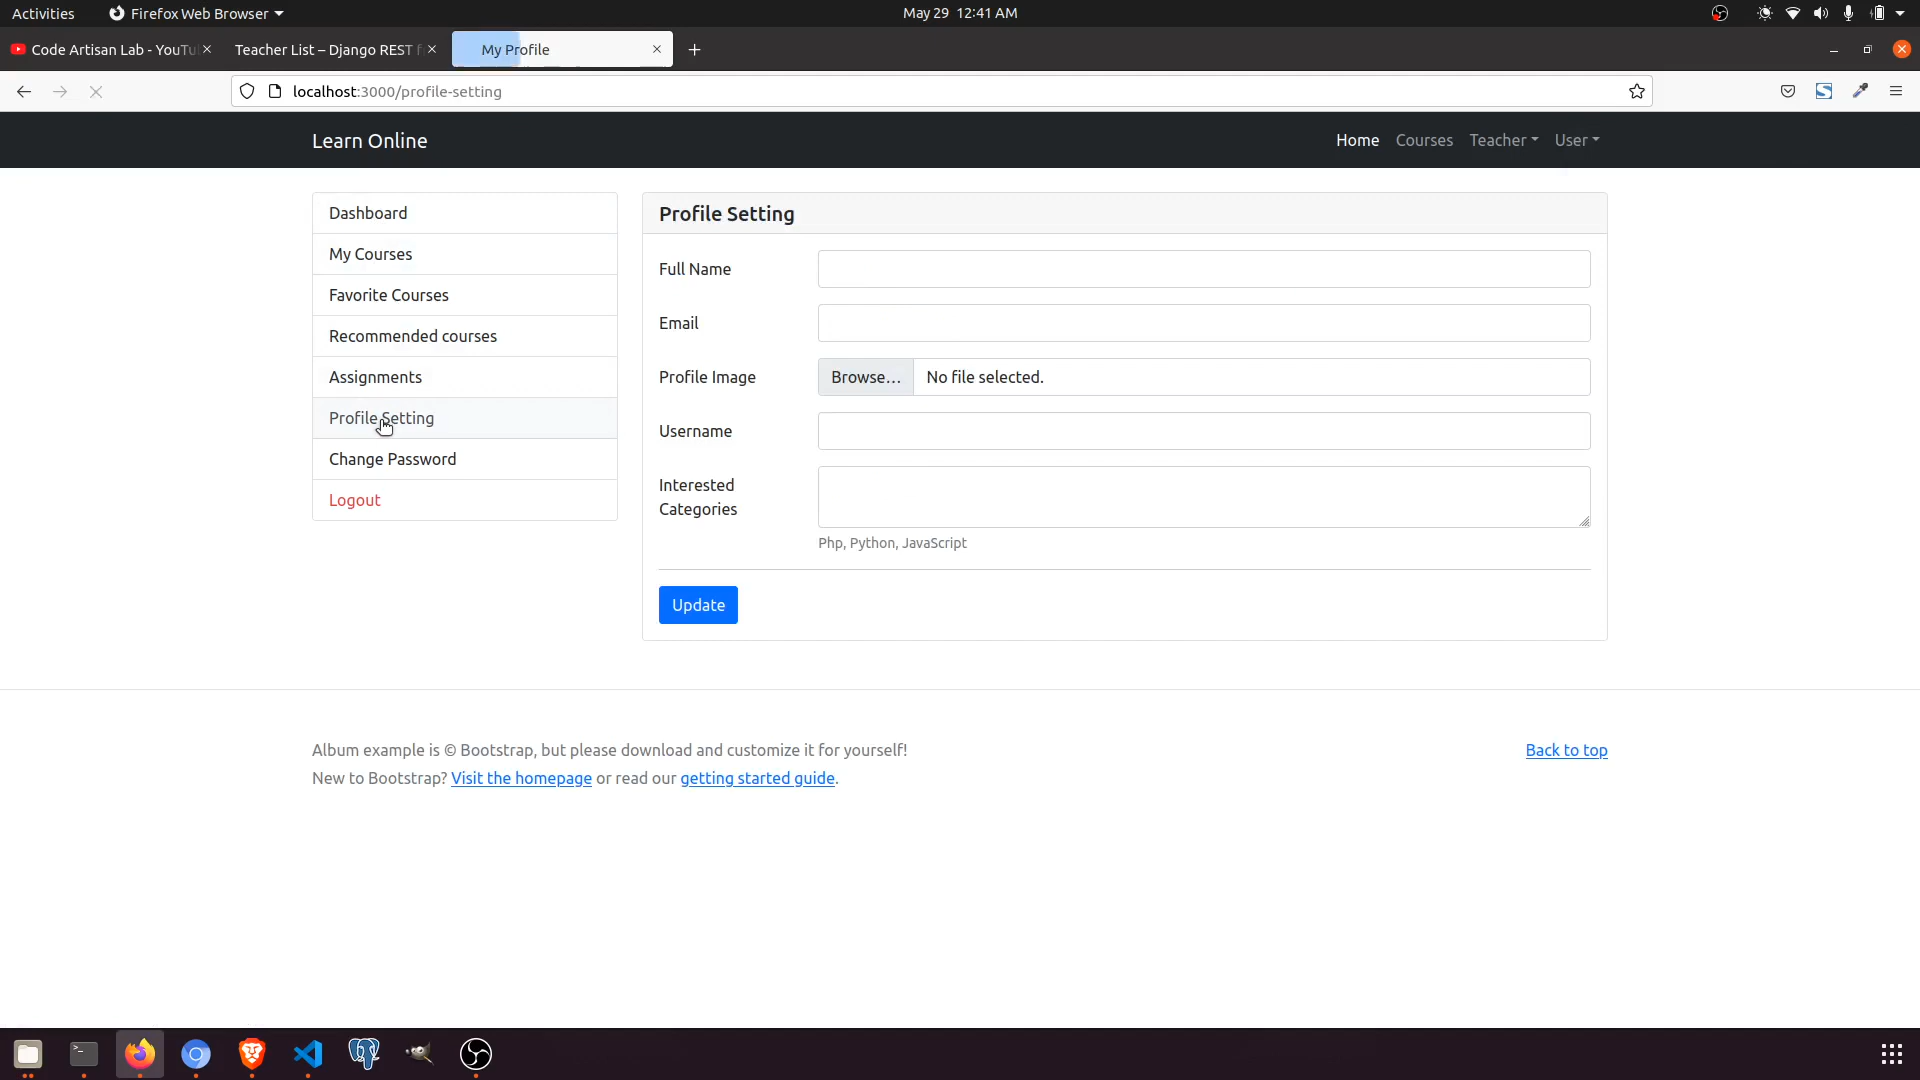 Activities
Firefox Web Browser
May 29 12:41 AM
Code Artisan Lab - YouTu
Teacher List – Django REST f
My Profile
localhost:3000/profile-setting
Learn Online
Home
Courses
Teacher
User
Dashboard
My Courses
Favorite Courses
Recommended courses
Assignments
Profile Setting
Change Password
Logout
Profile Setting
Full Name
Email
Profile Image
Browse...
No file selected.
Username
Interested
Categories
Php, Python, JavaScript
Update
Album example is © Bootstrap, but please download and customize it for yourself!
New to Bootstrap? Visit the homepage or read our getting started guide.
Back to top